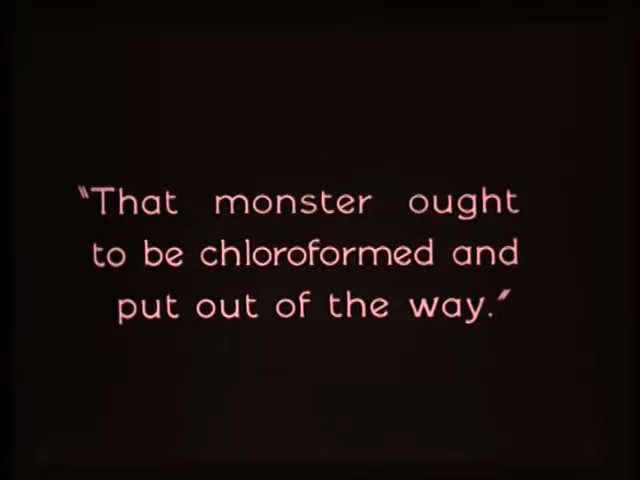 "That monster ought
to be chloroformed and
put out of the way."